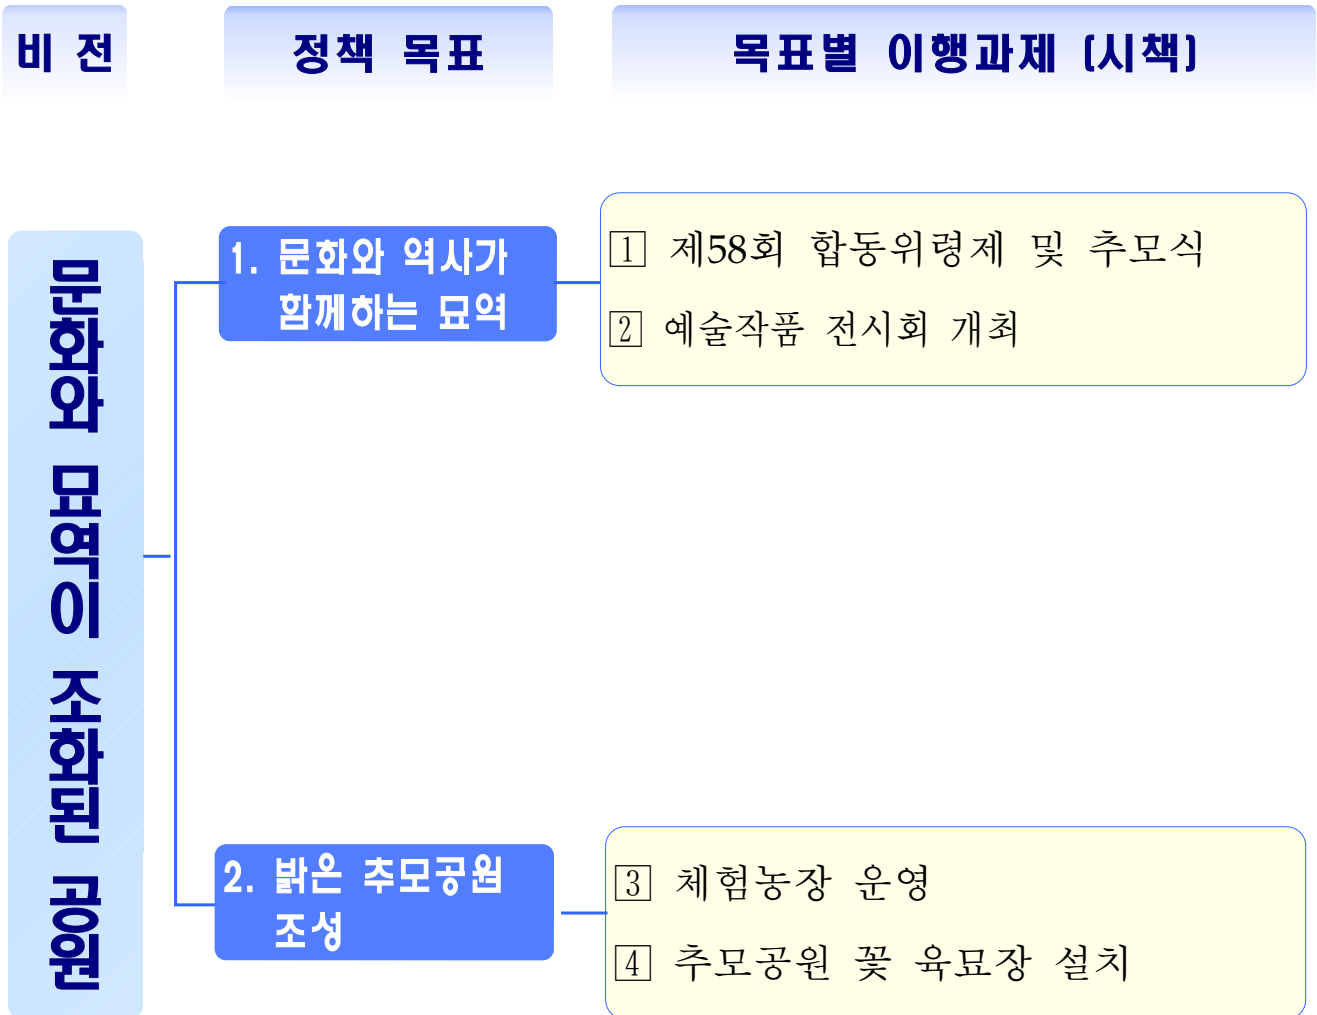 비 전
정책 목표
목표별 이행과제 (시책)
문화와 묘역이 조화된 공원
1. 문화와 역사가
함께하는 묘역
1 제58회 합동위령제 및 추모식
2 예술작품 전시회 개최
2. 밝은 추모공원
조성
3 체험농장 운영
4 추모공원 꽃 육묘장 설치